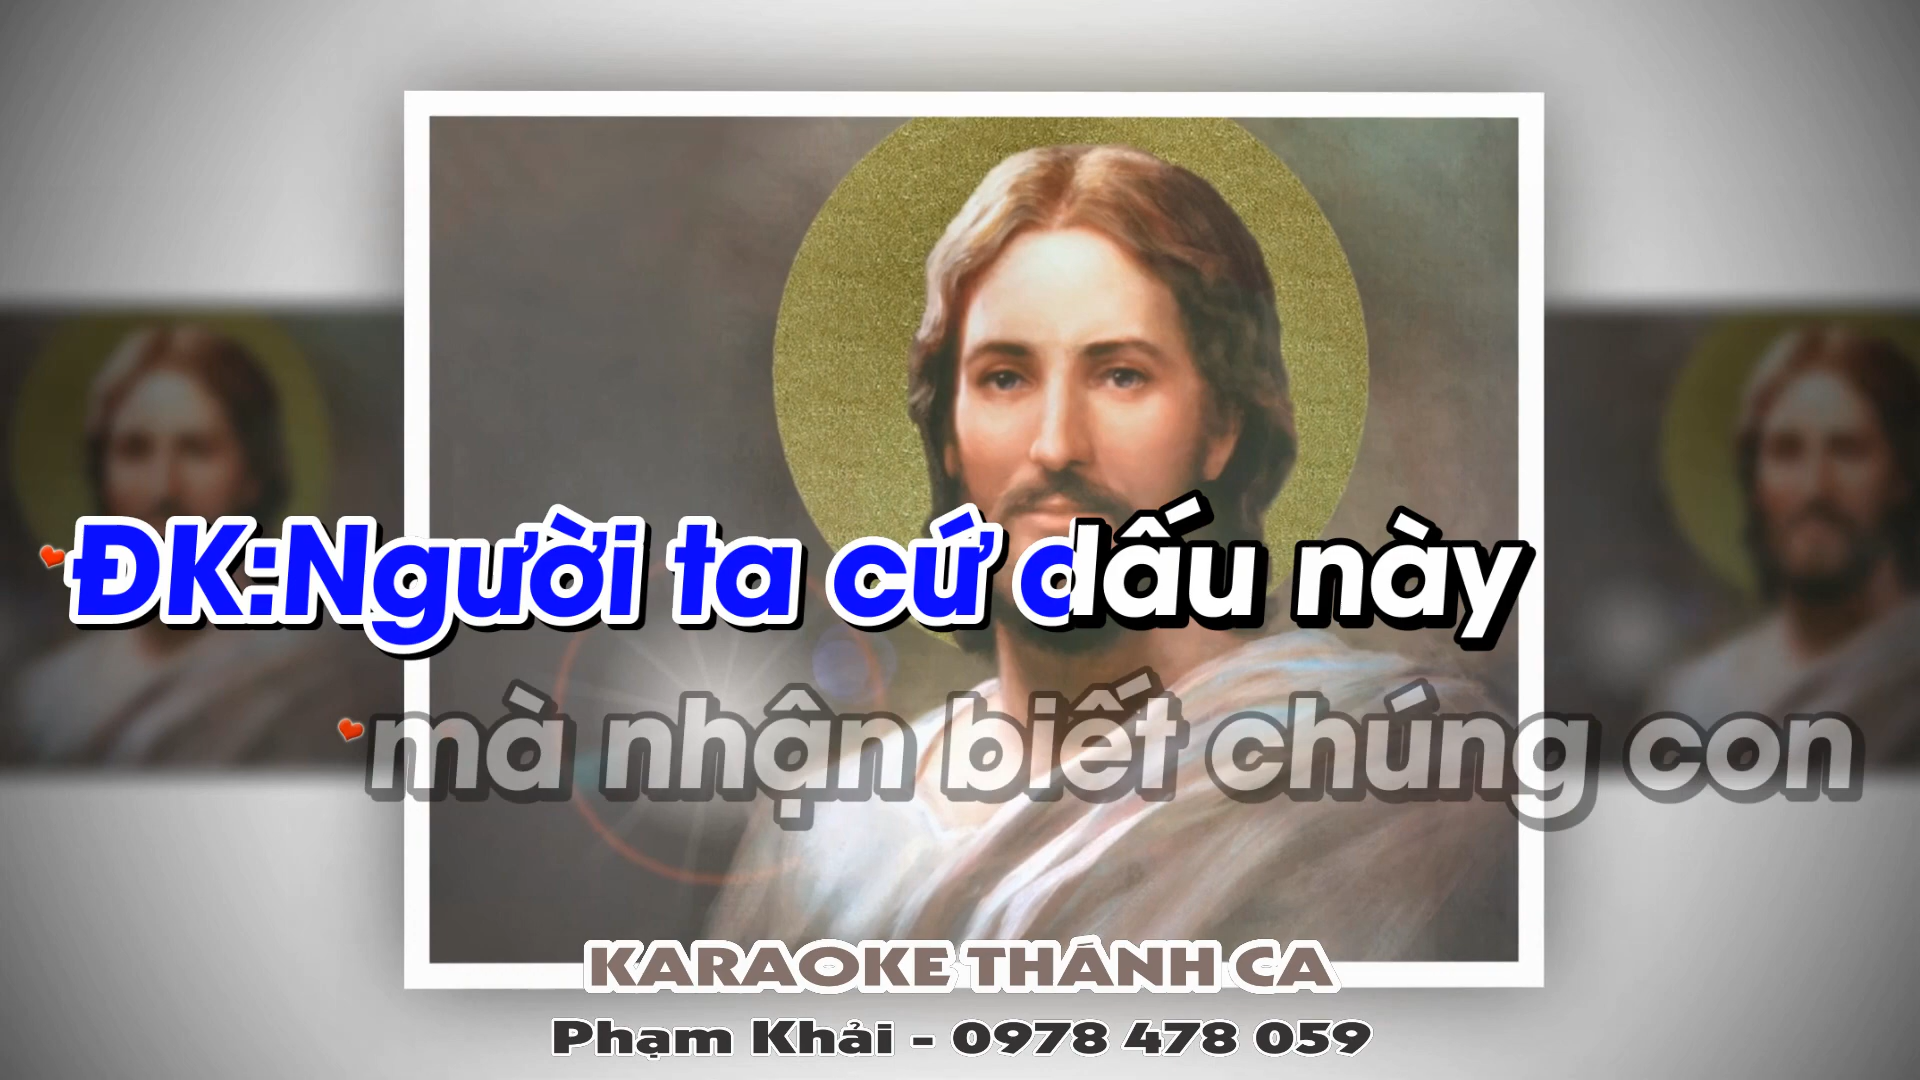 ĐK:Người ta cứ dấu này
mà nhận biết chúng con
KARAOKE THÁNH CA
Phạm Khải - 0978 478 059